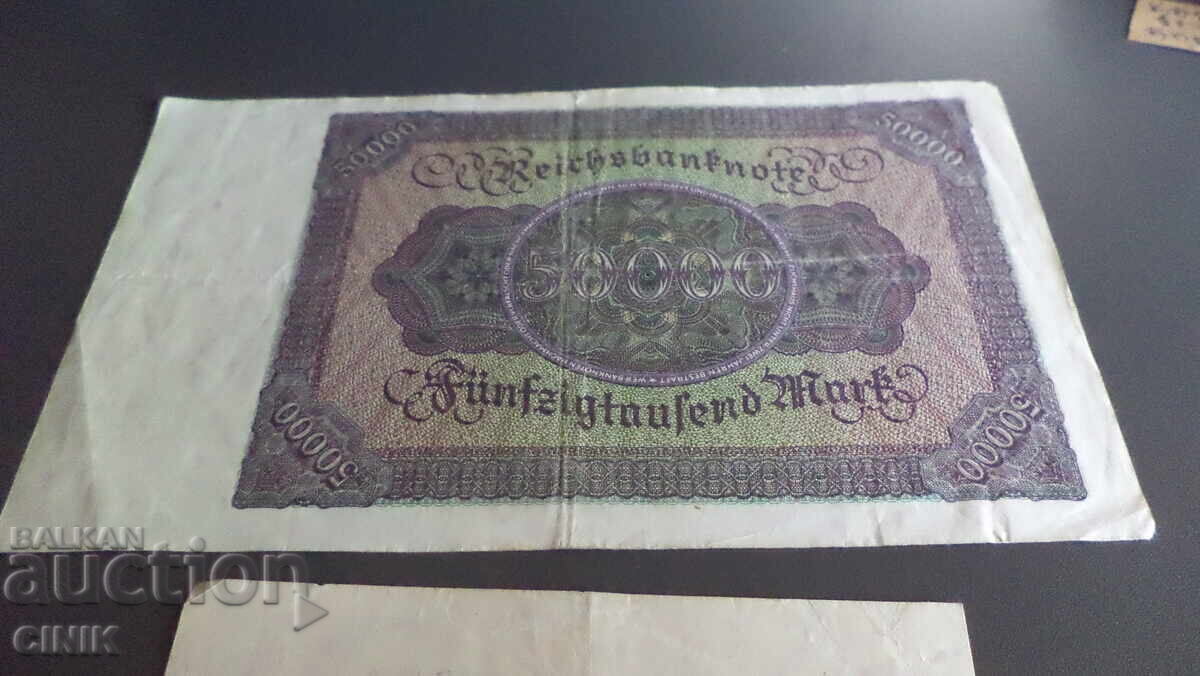 50000 50000
Reichsbanknote
50000
Fünfzigtausend Mark
50000 50000
BALKAN
auction
CINIK